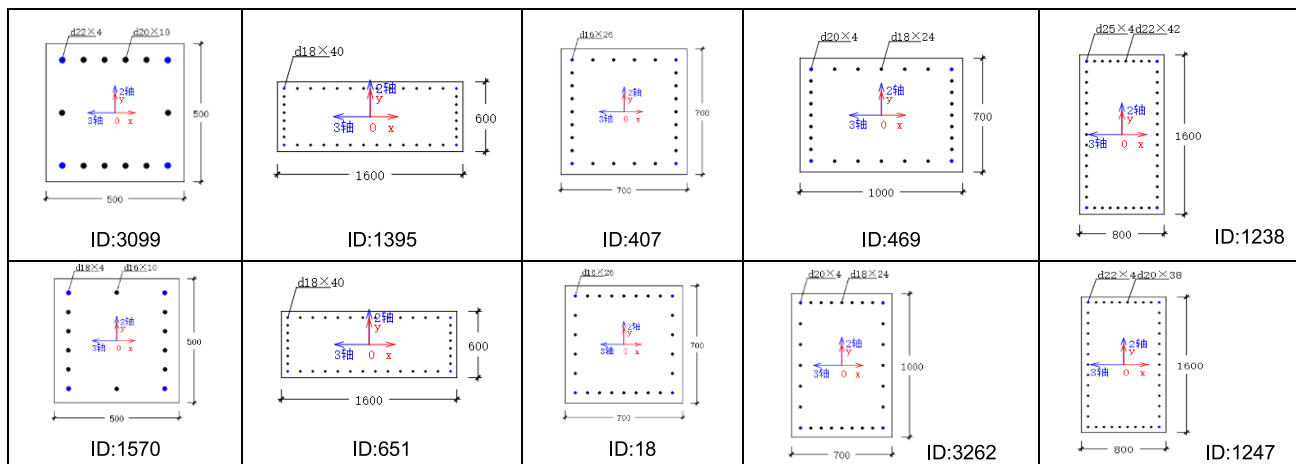 d22×4
d20×10
2轴
y
3轴
0
x
500
500
ID:3099
d18×40
2轴
y
3轴
0
x
600
1600
ID:1395
d16×26
2轴
y
3轴
0
x
700
700
ID:407
d20×4
d18×24
2轴
y
3轴
0
x
700
1000
ID:469
d25×4
d22×42
2轴
y
3轴
0
x
1600
800
ID:1238
d18×4
d16×10
2轴
y
3轴
0
x
500
500
ID:1570
d18×40
2轴
y
3轴
0
x
600
1600
ID:651
d16×26
2轴
y
3轴
0
x
700
700
ID:18
d20×4
d18×24
2轴
y
3轴
0
x
1000
700
ID:3262
d22×4
d20×38
2轴
y
3轴
0
x
1600
800
ID:1247